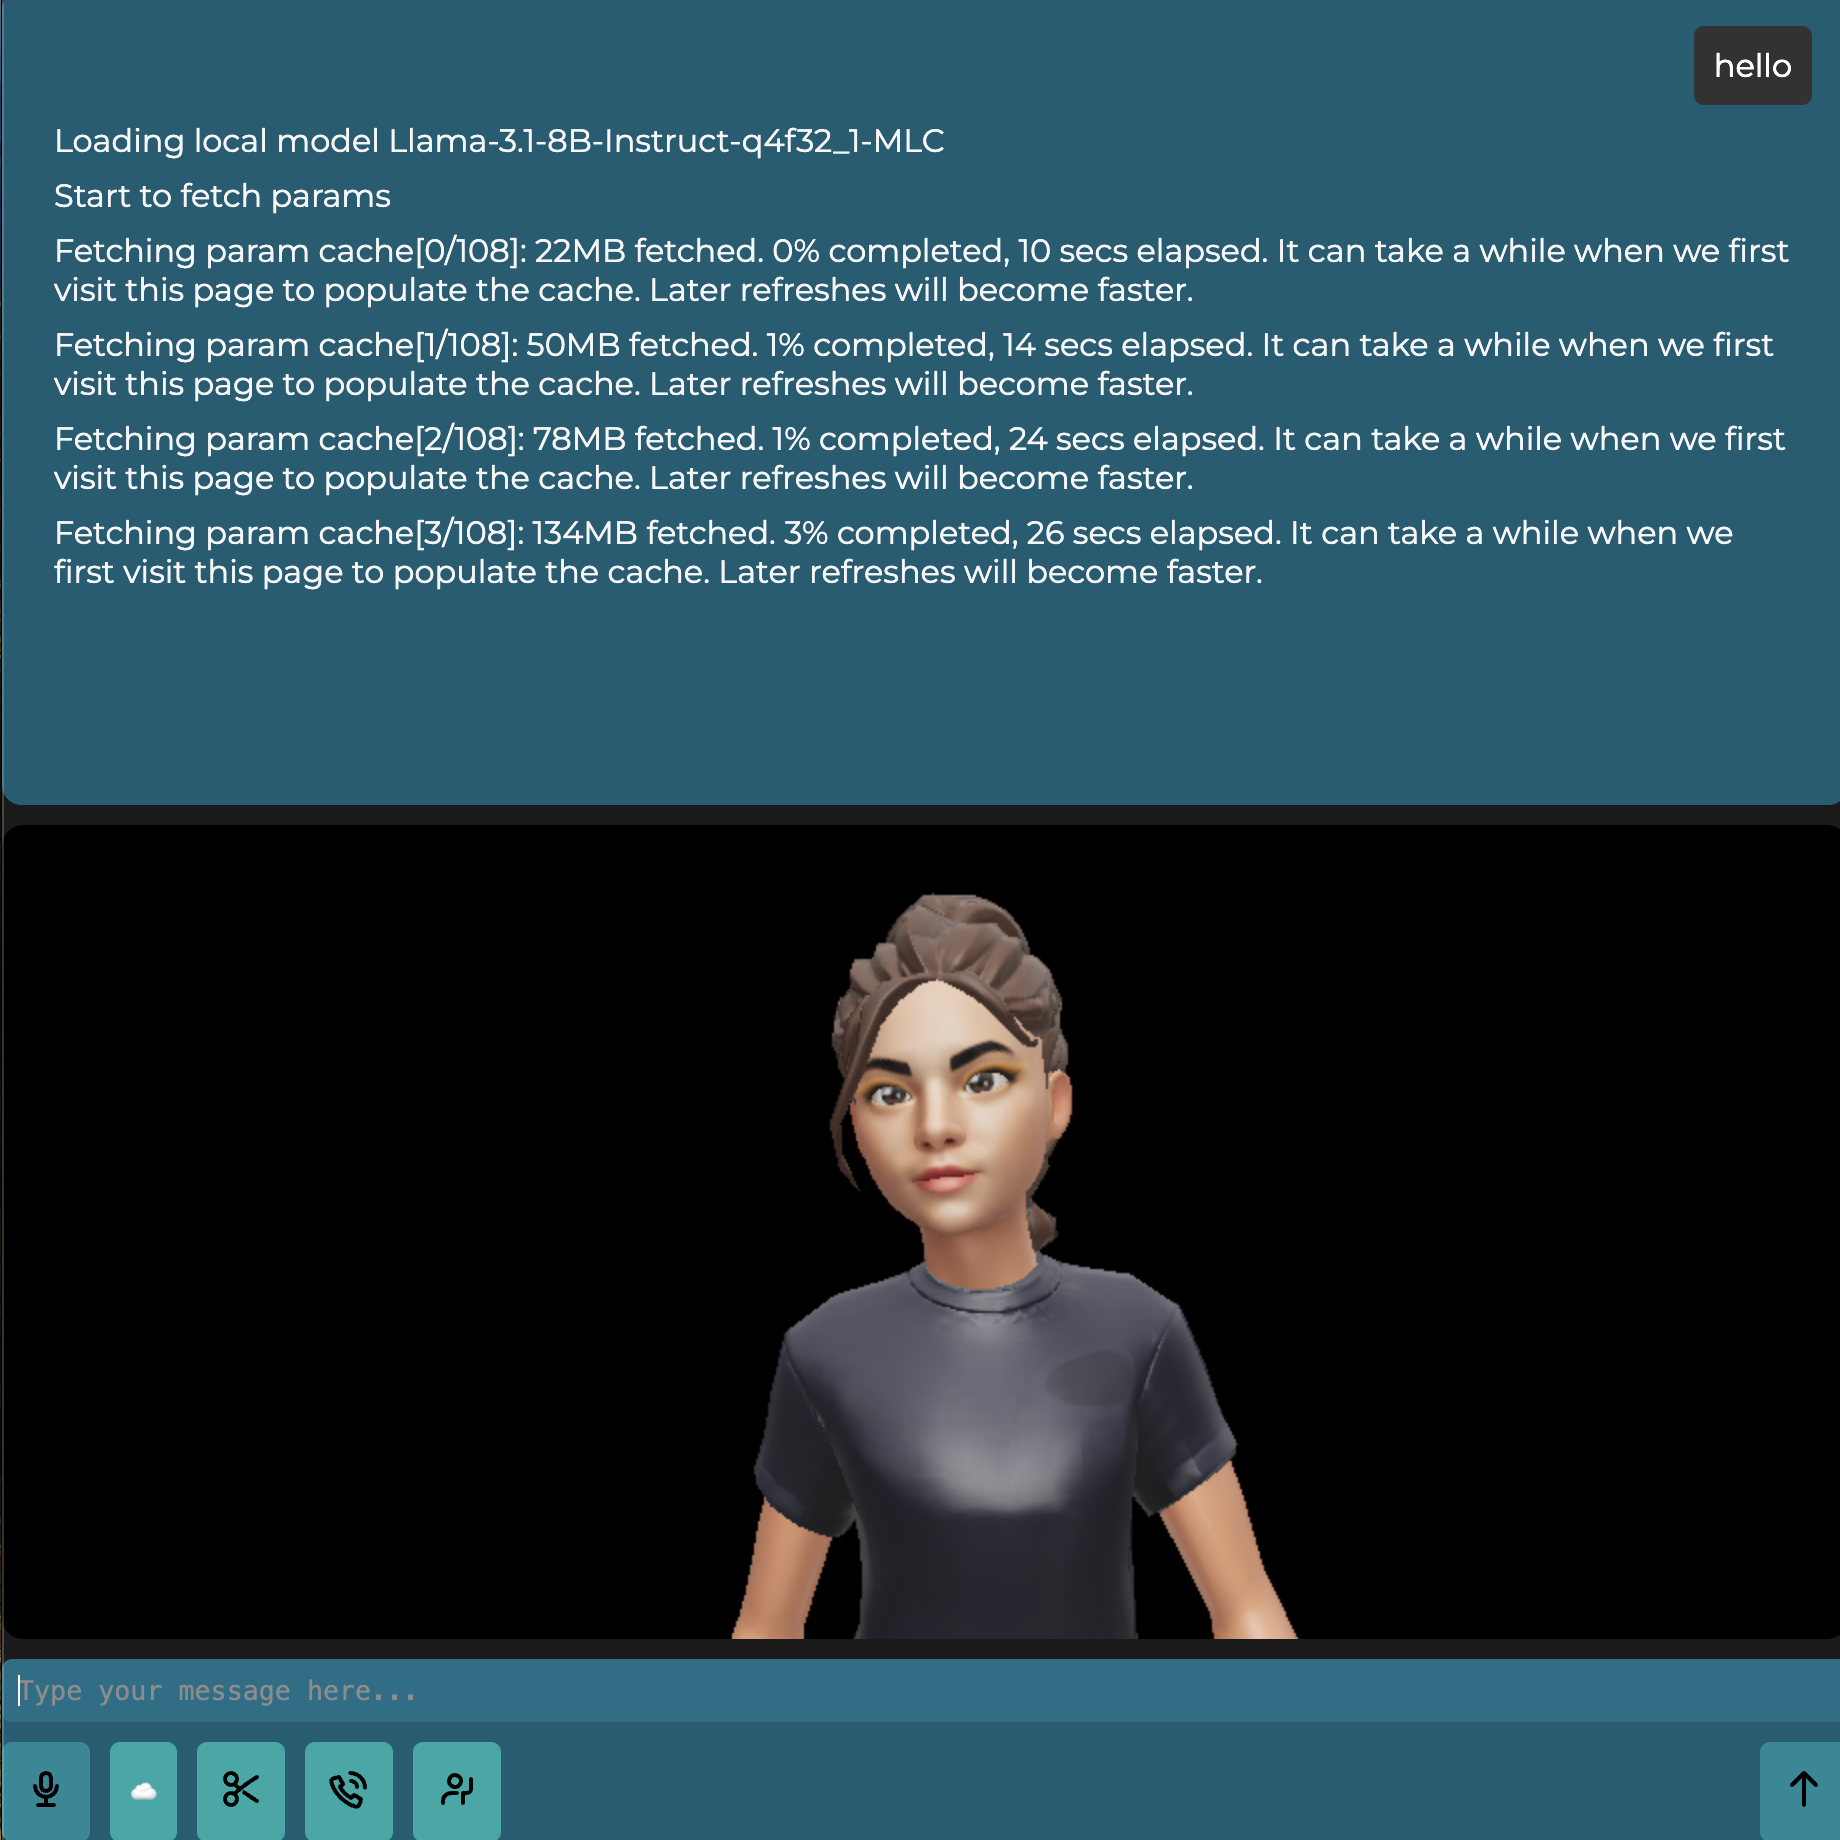 hello
Loading local model Llama-3.1-8B-Instruct-q4f32_1-MLC
Start to fetch params
Fetching param cache[0/108]: 22MB fetched. 0% completed, 10 secs elapsed. It can take a while when we first
visit this page to populate the cache. Later refreshes will become faster.
Fetching param cache[1/108]: 50MB fetched. 1% completed, 14 secs elapsed. It can take a while when we first
visit this page to populate the cache. Later refreshes will become faster.
Fetching param cache[2/108]: 78MB fetched. 1% completed, 24 secs elapsed. It can take a while when we first
visit this page to populate the cache. Later refreshes will become faster.
Fetching param cache[3/108]: 134MB fetched. 3% completed, 26 secs elapsed. It can take a while when we
first visit this page to populate the cache. Later refreshes will become faster.
Type your message here...